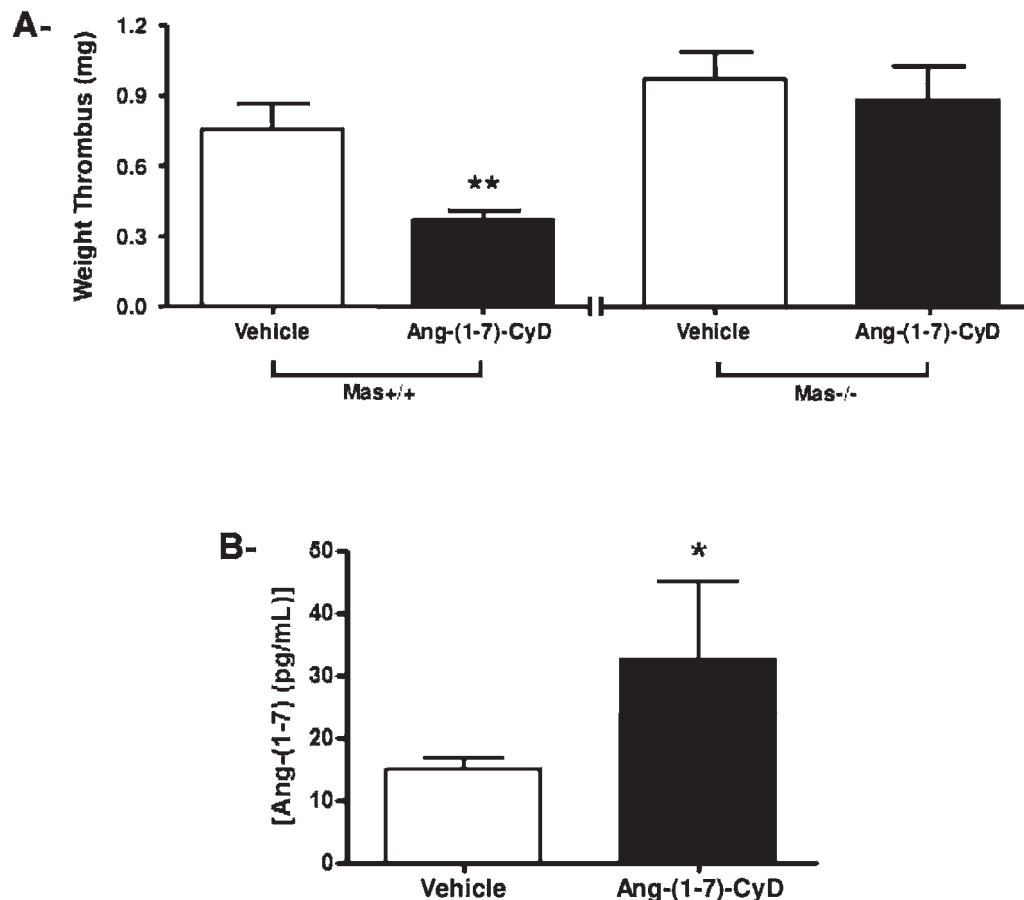 A-
Weight Thrombus (mg)
1.2
0.9
0.6
0.3
0.0
**
Vehicle
Ang-(1-7)-CyD
Vehicle
Ang-(1-7)-CyD
Mas+/+
Mas-/-
B-
[Ang-(1-7) (pg/mL)]
50
40
30
20
10
0
*
Vehicle
Ang-(1-7)-CyD